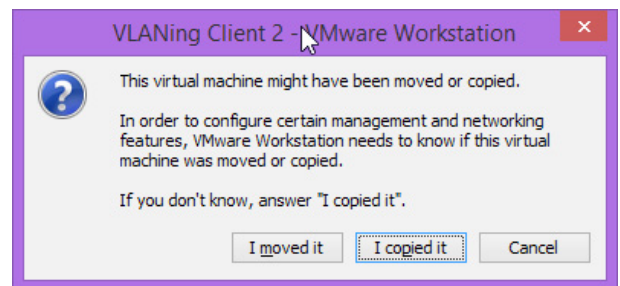 VLANing Client 2 - VMware Workstation
This virtual machine might have been moved or copied.
In order to configure certain management and networking
features, VMware Workstation needs to know if this virtual
machine was moved or copied.
If you don't know, answer "I copied it".
I moved it I copied it Cancel